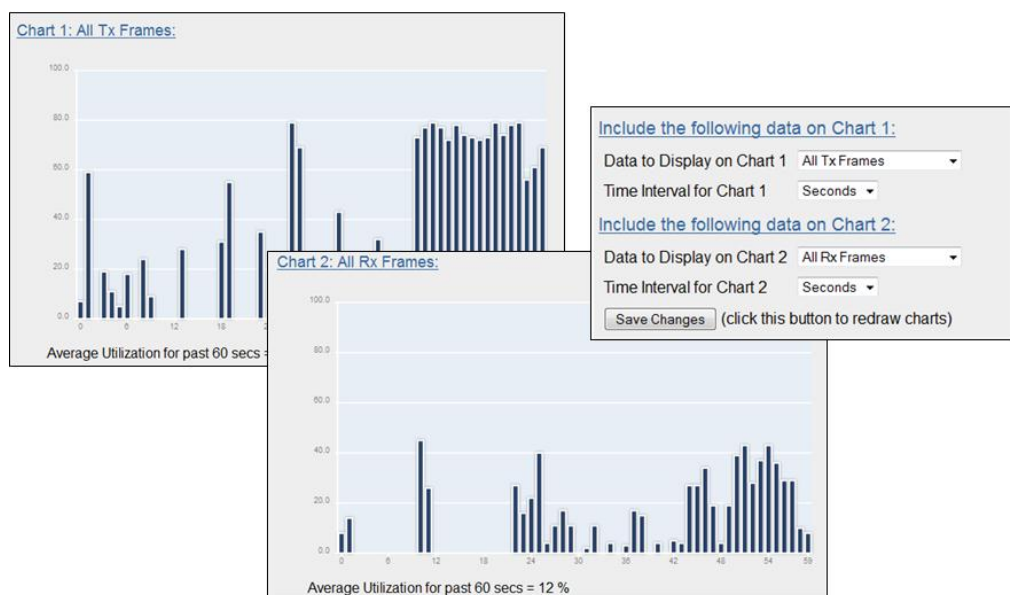 Chart 1: All Tx Frames:
100.0
80.0
60.0
40.0
20.0
0.0
0 6 12 18
Average Utilization for past 60 secs =
Chart 2: All Rx Frames:
100.0
80.0
60.0
40.0
20.0
0.0
0 6 12 18 24 30 36 42 48 54 59
Average Utilization for past 60 secs = 12 %
Include the following data on Chart 1:
Data to Display on Chart 1 All Tx Frames
Time Interval for Chart 1 Seconds
Include the following data on Chart 2:
Data to Display on Chart 2 All Rx Frames
Time Interval for Chart 2 Seconds
Save Changes (click this button to redraw charts)